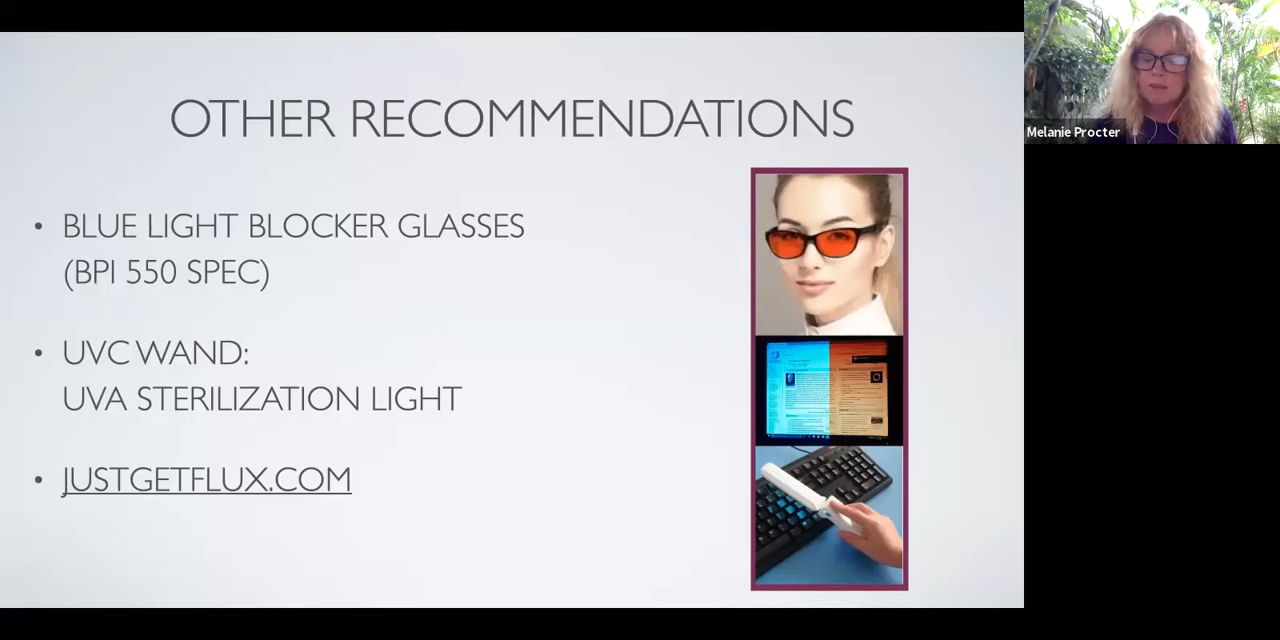 OTHER RECOMMENDATIONS
• BLUE LIGHT BLOCKER GLASSES
(BPI 550 SPEC)
• UVC WAND:
UVA STERILIZATION LIGHT
• JUSTGETFLUX.COM
Melanie Procter